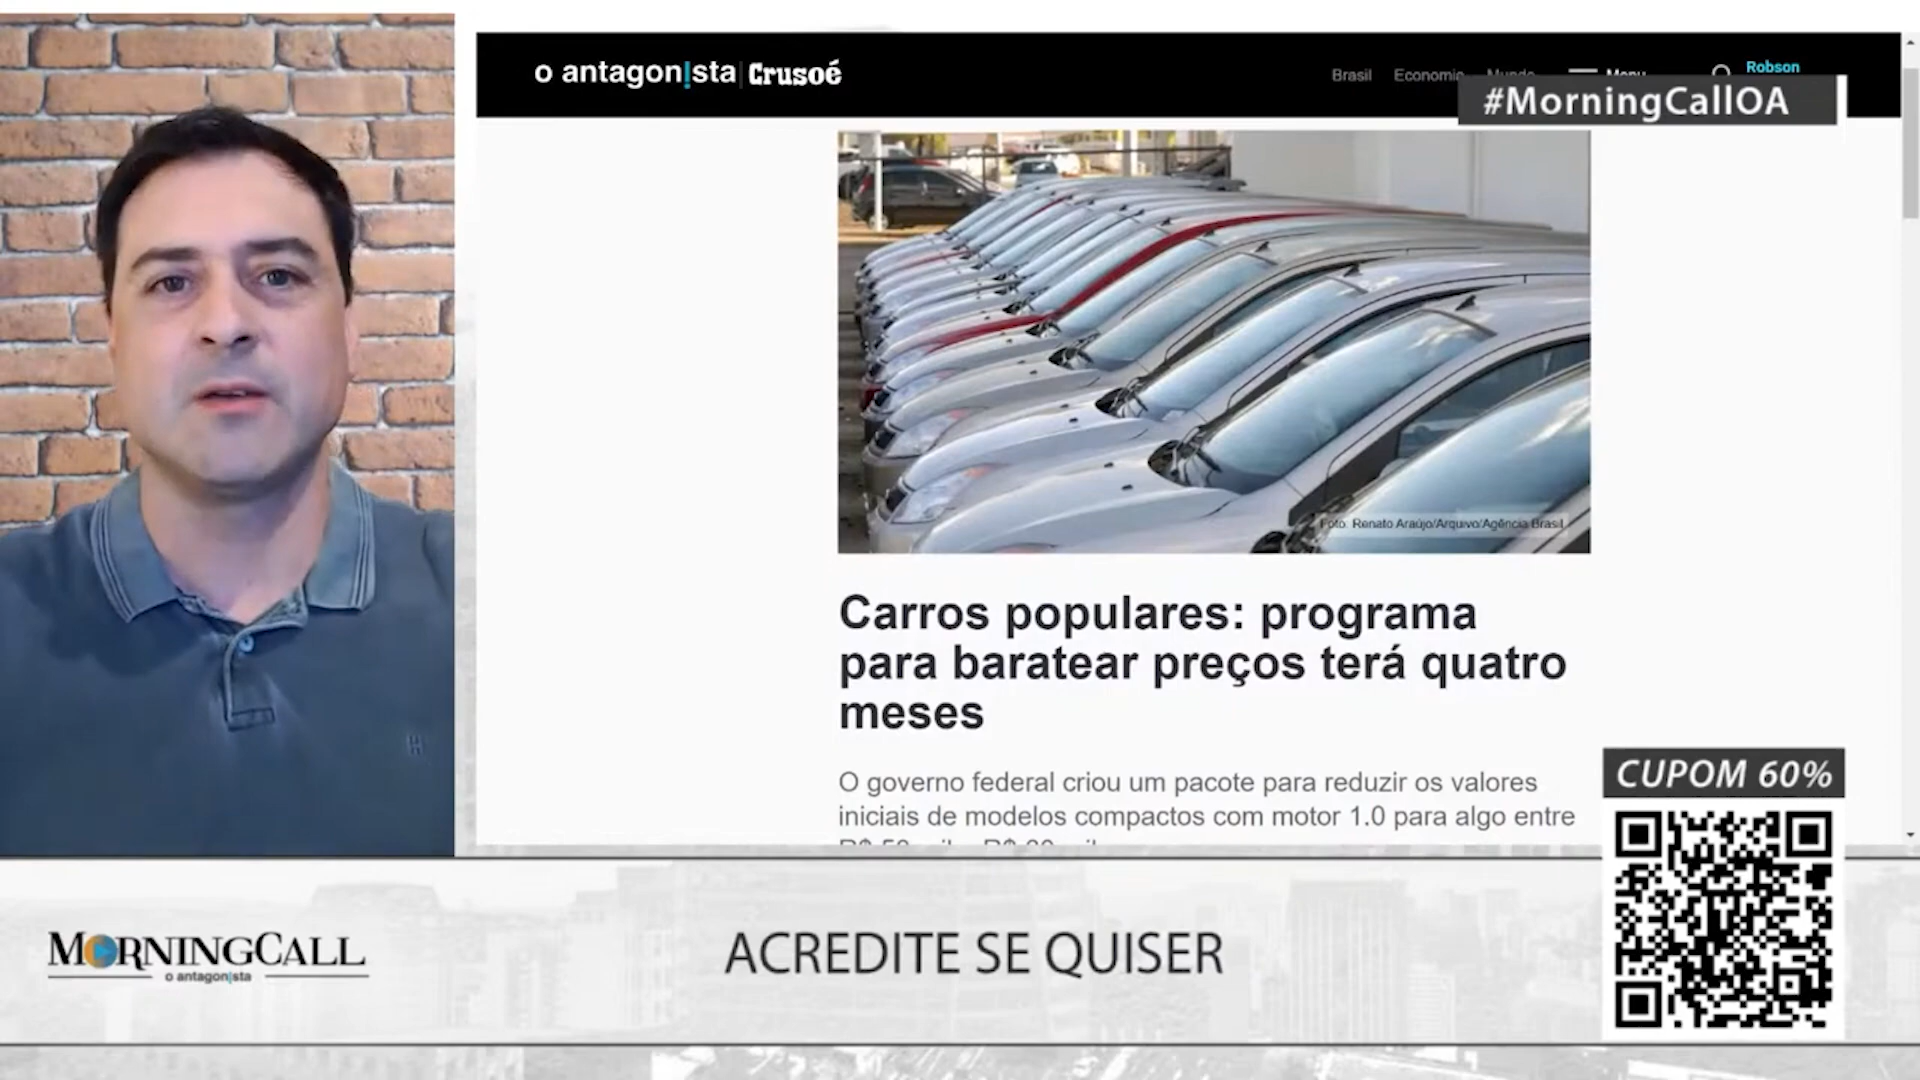 o antagon!sta Crusoé
Brasil Economia Mundo Menu Robson
#MorningCallOA
Foto: Renato Araújo/Arquivo/Agência Brasil
Carros populares: programa
para baratear preços terá quatro
meses
O governo federal criou um pacote para reduzir os valores
iniciais de modelos compactos com motor 1.0 para algo entre
CUPOM 60%
MORNINGCALL
o antagon!sta
ACREDITE SE QUISER